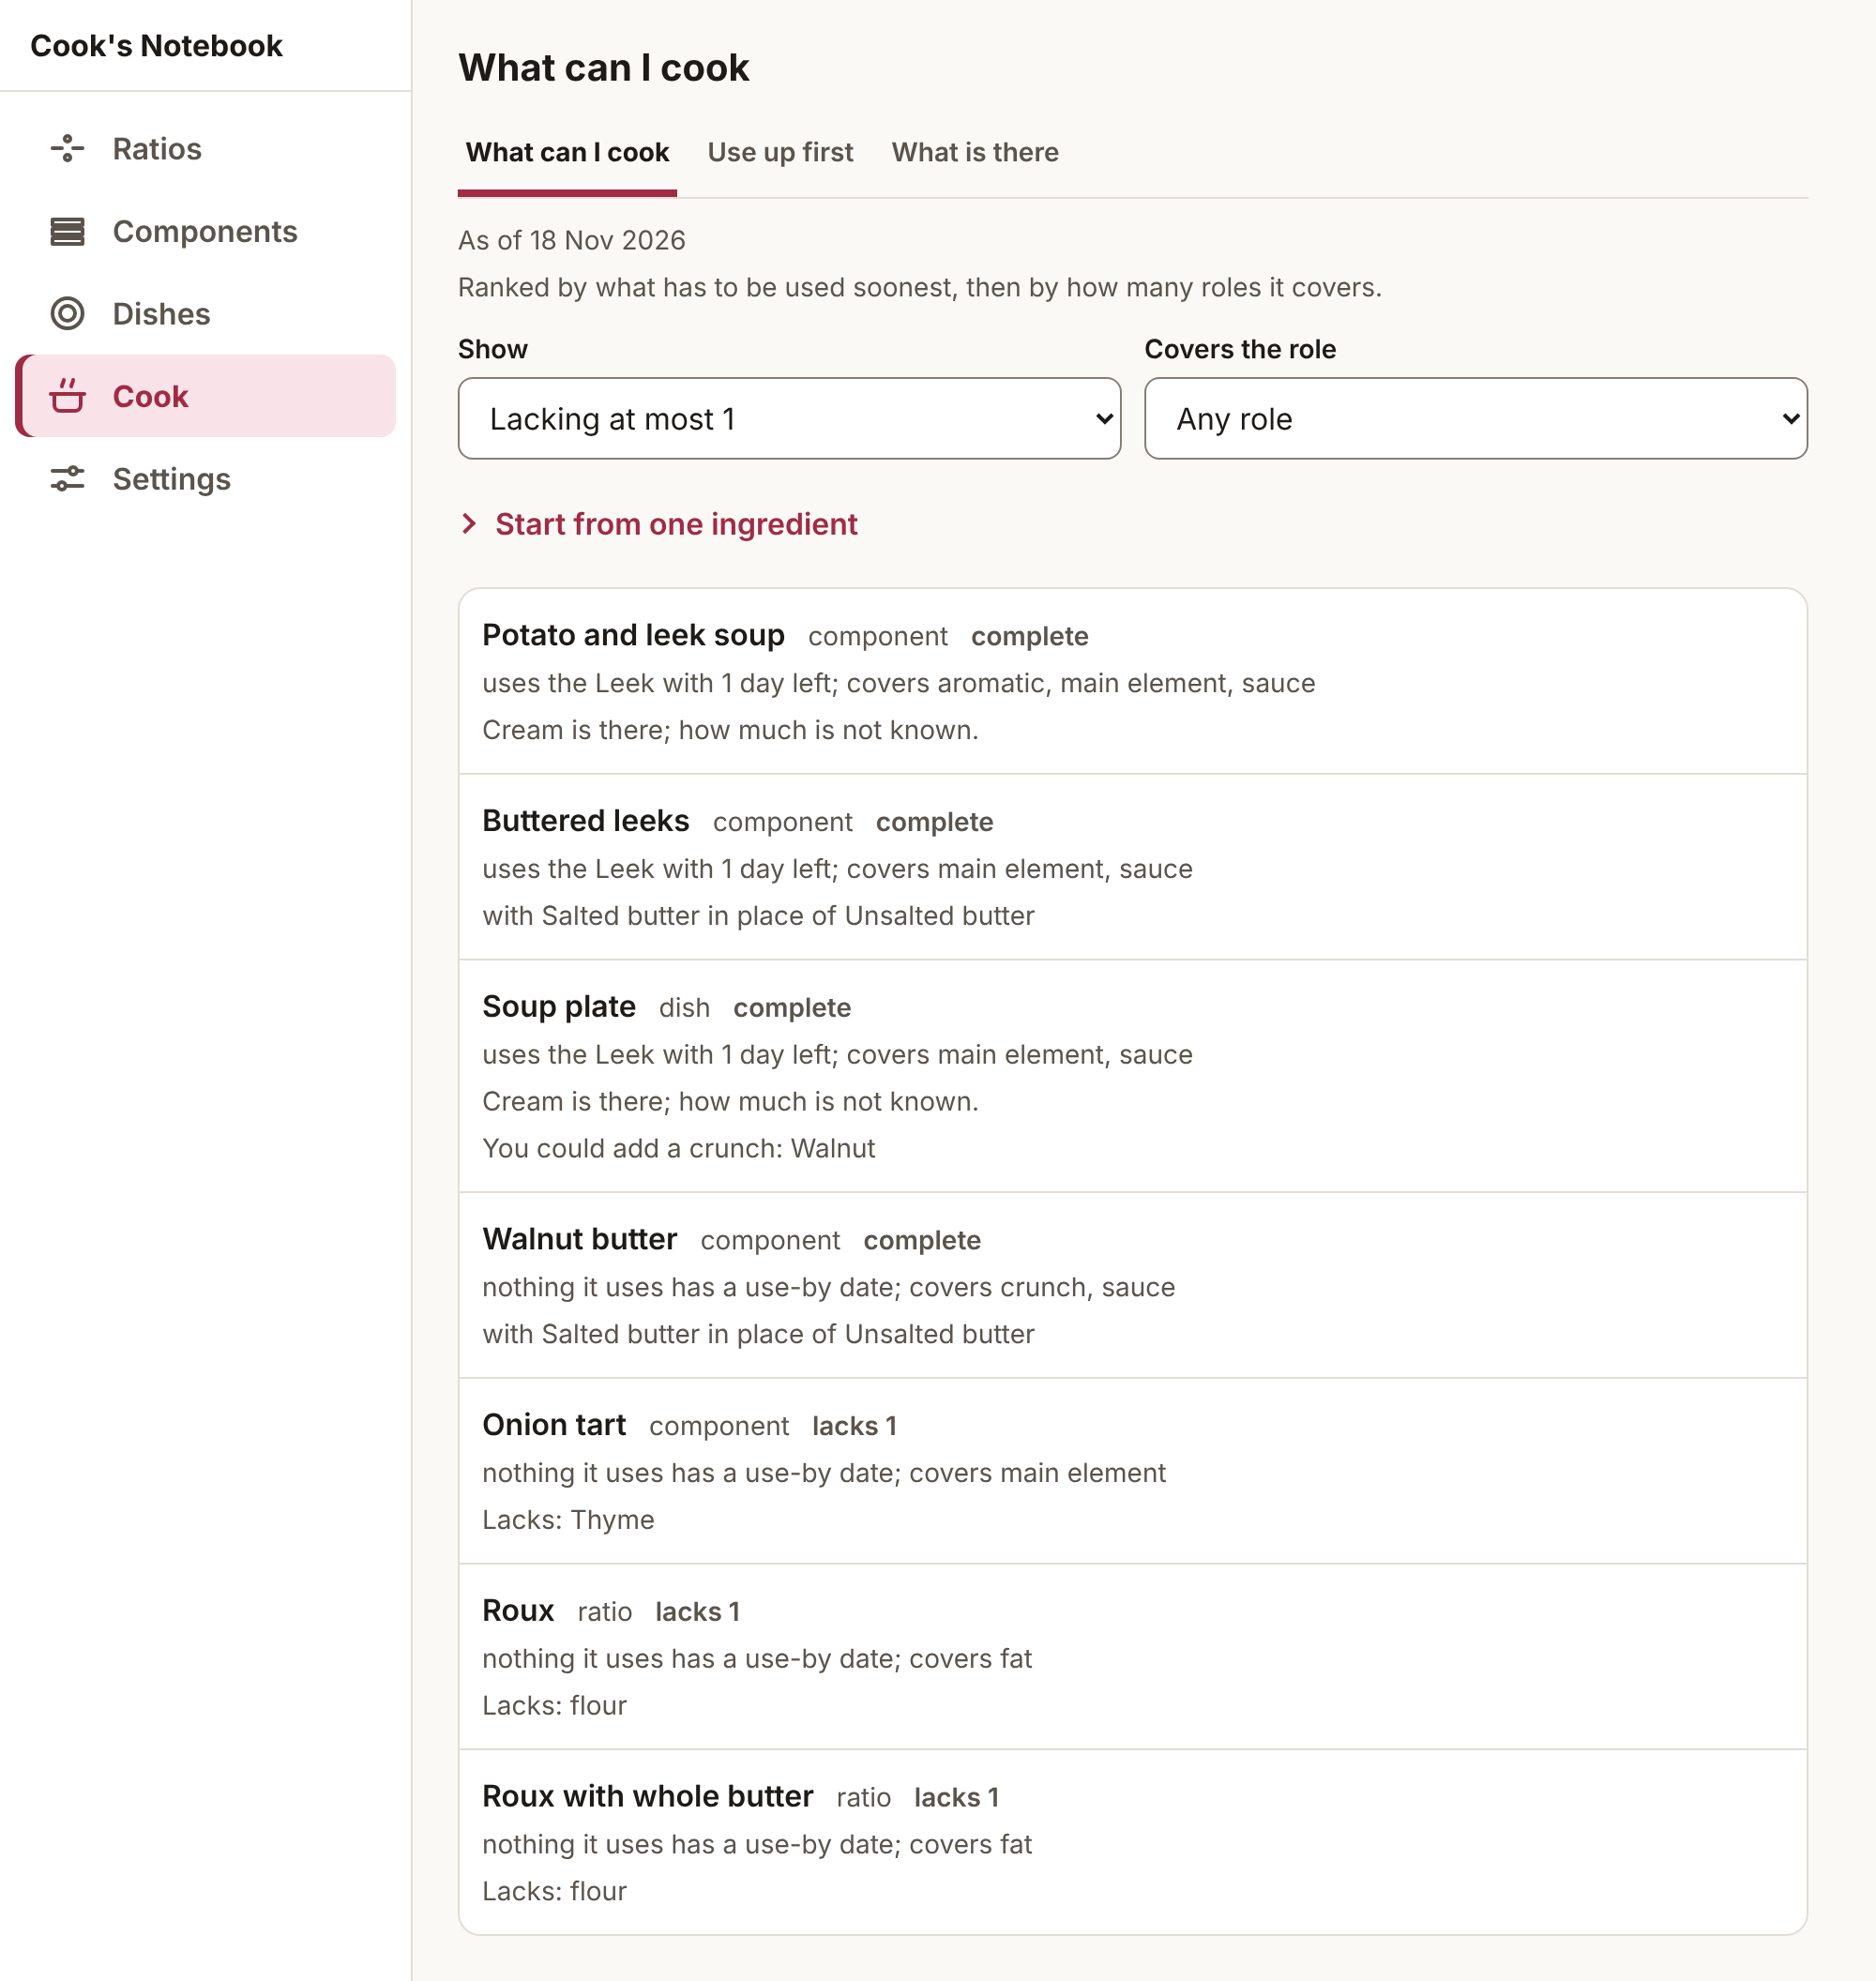 Cook's Notebook
Ratios
Components
Dishes
Cook
Settings
What can I cook
What can I cook Use up first What is there
As of 18 Nov 2026
Ranked by what has to be used soonest, then by how many roles it covers.
Show Covers the role
Lacking at most 1 Any role
Start from one ingredient
Potato and leek soup component complete
uses the Leek with 1 day left; covers aromatic, main element, sauce
Cream is there; how much is not known.
Buttered leeks component complete
uses the Leek with 1 day left; covers main element, sauce
with Salted butter in place of Unsalted butter
Soup plate dish complete
uses the Leek with 1 day left; covers main element, sauce
Cream is there; how much is not known.
You could add a crunch: Walnut
Walnut butter component complete
nothing it uses has a use-by date; covers crunch, sauce
with Salted butter in place of Unsalted butter
Onion tart component lacks 1
nothing it uses has a use-by date; covers main element
Lacks: Thyme
Roux ratio lacks 1
nothing it uses has a use-by date; covers fat
Lacks: flour
Roux with whole butter ratio lacks 1
nothing it uses has a use-by date; covers fat
Lacks: flour